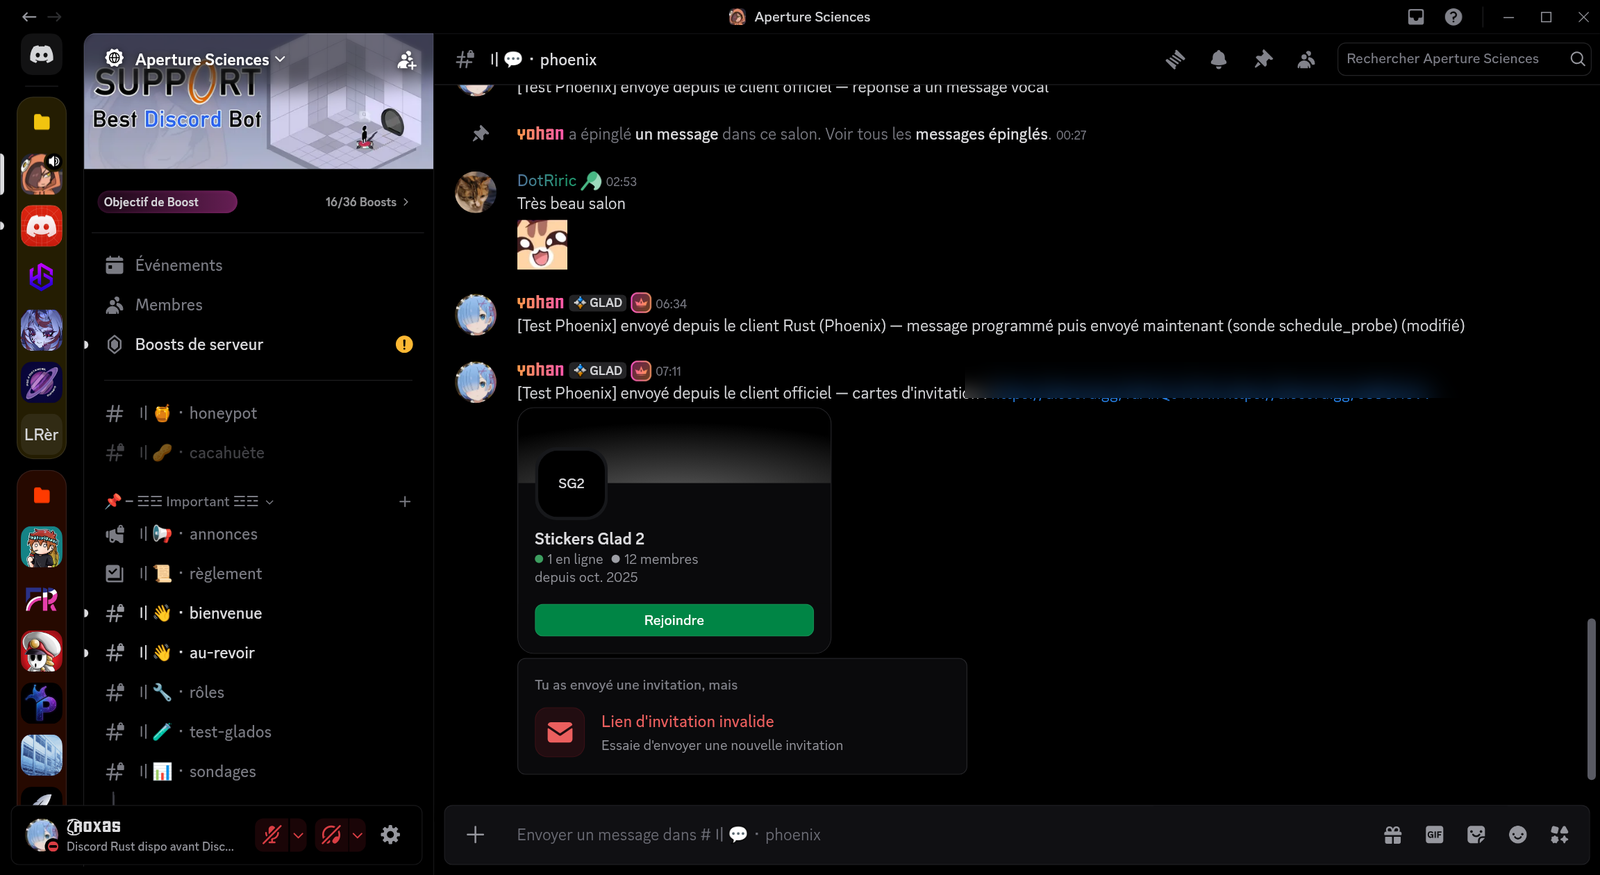 Aperture Sciences
Aperture Sciences
SUPPORT
Best Discord Bot
Objectif de Boost
16/36 Boosts
Événements
Membres
Boosts de serveur
honeypot
cacahuète
Important
annonces
règlement
bienvenue
au-revoir
rôles
test-glados
sondages
LRèr
FR
Roxas
Discord Rust dispo avant Disc...
phoenix
Rechercher Aperture Sciences
[Test Phoenix] envoyé depuis le client officiel — réponse à un message vocal
yohan a épinglé un message dans ce salon. Voir tous les messages épinglés. 00:27
DotRiric 02:53
Très beau salon
yohan GLAD 06:34
[Test Phoenix] envoyé depuis le client Rust (Phoenix) — message programmé puis envoyé maintenant (sonde schedule_probe) (modifié)
yohan GLAD 07:11
[Test Phoenix] envoyé depuis le client officiel — cartes d'invitation
SG2
Stickers Glad 2
1 en ligne 12 membres
depuis oct. 2025
Rejoindre
Tu as envoyé une invitation, mais
Lien d'invitation invalide
Essaie d'envoyer une nouvelle invitation
Envoyer un message dans # phoenix
GIF